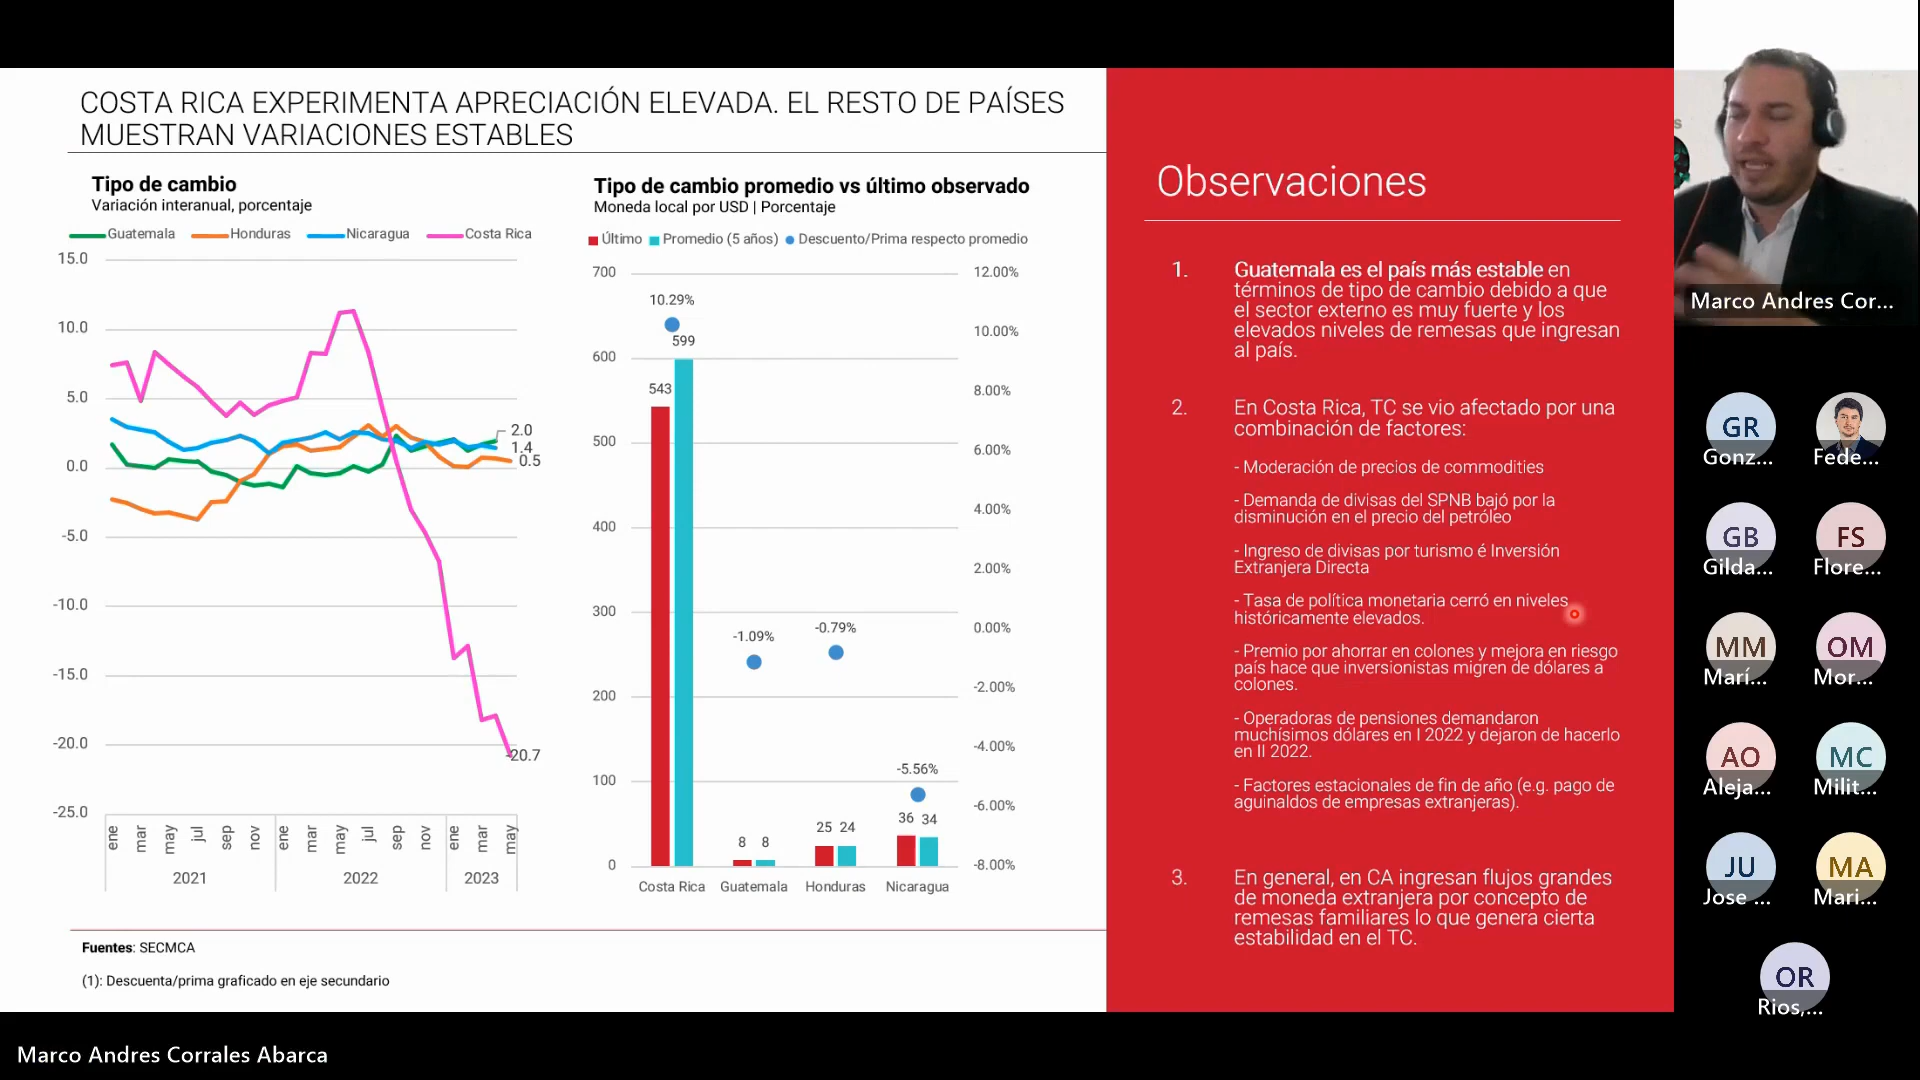 COSTA RICA EXPERIMENTA APRECIACIÓN ELEVADA. EL RESTO DE PAÍSES
MUESTRAN VARIACIONES ESTABLES
Tipo de cambio
Variación interanual, porcentaje
Guatemala Honduras Nicaragua Costa Rica
15.0
10.0
5.0
0.0
-5.0
-10.0
-15.0
-20.0
-25.0
2.0
1.4
0.5
-20.7
ene mar may jul sep nov ene mar may jul sep nov ene mar may
2021 2022 2023
Tipo de cambio promedio vs último observado
Moneda local por USD | Porcentaje
Último Promedio (5 años) Descuento/Prima respecto promedio
700
600
500
400
300
200
100
0
12.00%
10.00%
8.00%
6.00%
4.00%
2.00%
0.00%
-2.00%
-4.00%
-6.00%
-8.00%
10.29%
599
543
-1.09%
-0.79%
-5.56%
8 8
25 24
36 34
Costa Rica Guatemala Honduras Nicaragua
Fuentes: SECMCA
(1): Descuenta/prima graficado en eje secundario
Observaciones
1. Guatemala es el país más estable en
términos de tipo de cambio debido a que
el sector externo es muy fuerte y los
elevados niveles de remesas que ingresan
al país.
2. En Costa Rica, TC se vio afectado por una
combinación de factores:
- Moderación de precios de commodities
- Demanda de divisas del SPNB bajó por la
disminución en el precio del petróleo
- Ingreso de divisas por turismo é Inversión
Extranjera Directa
- Tasa de política monetaria cerró en niveles
históricamente elevados.
- Premio por ahorrar en colones y mejora en riesgo
país hace que inversionistas migren de dólares a
colones.
- Operadoras de pensiones demandaron
muchísimos dólares en I 2022 y dejaron de hacerlo
en II 2022.
- Factores estacionales de fin de año (e.g. pago de
aguinaldos de empresas extranjeras).
3. En general, en CA ingresan flujos grandes
de moneda extranjera por concepto de
remesas familiares lo que genera cierta
estabilidad en el TC.
Marco Andres Cor...
GR
Gonz...
Fede...
GB
Gilda...
FS
Flore...
MM
Marí...
OM
Mor...
AO
Aleja...
MC
Milit...
JU
Jose ...
MA
Mari...
OR
Rios,...
Marco Andres Corrales Abarca